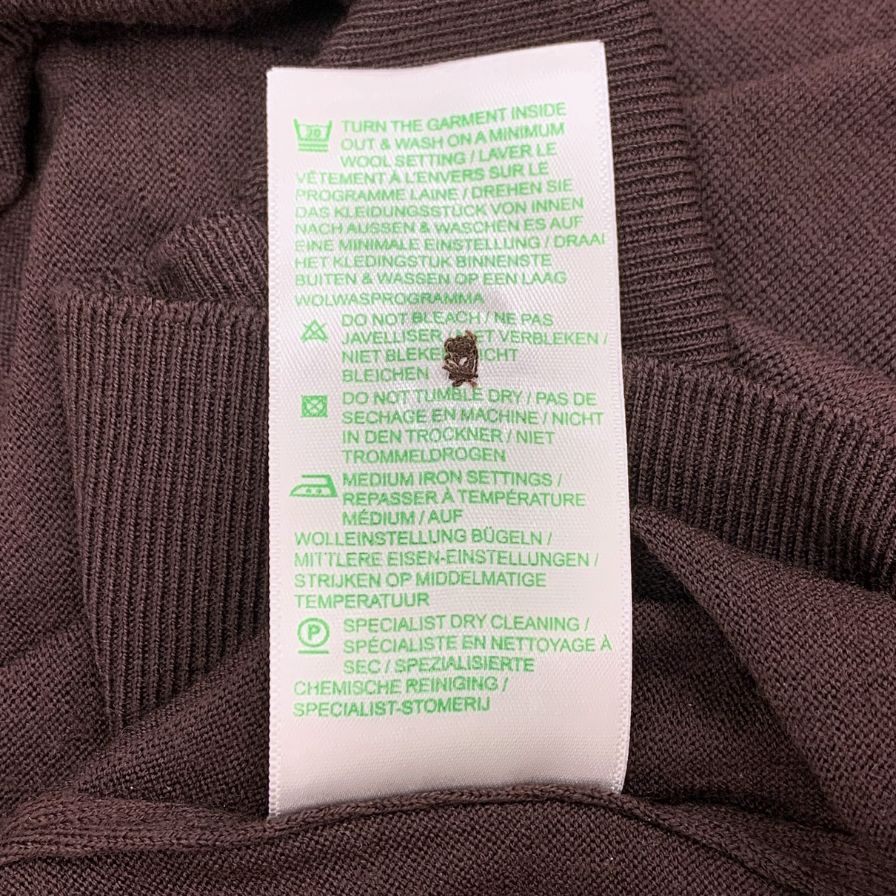 20 TURN THE GARMENT INSIDE
OUT & WASH ON A MINIMUM
WOOL SETTING / LAVER LE
VÊTEMENT À L'ENVERS SUR LE
PROGRAMME LAINE / DREHEN SIE
DAS KLEIDUNGSSTÜCK VON INNEN
NACH AUSSEN & WASCHEN ES AUF
EINE MINIMALE EINSTELLUNG / DRAAI
HET KLEDINGSTUK BINNENSTE
BUITEN & WASSEN OP EEN LAAG
WOLWASPROGRAMMA
DO NOT BLEACH / NE PAS
JAVELLISER / VERBLEKEN /
NIET
BLEICHEN
DO NOT TUMBLE DRY / PAS DE
SECHAGE EN MACHINE / NICHT
IN DEN TROCKNER / NIET
TROMMELDROGEN
MEDIUM IRON SETTINGS /
REPASSER À TEMPÉRATURE
MÉDIUM / AUF
WOLLEINSTELLUNG BÜGELN /
MITTLERE EISEN-EINSTELLUNGEN /
STRIJKEN OP MIDDELMATIGE
TEMPERATUUR
P SPECIALIST DRY CLEANING /
SPÉCIALISTE EN NETTOYAGE À
SEC / SPEZIALISIERTE
CHEMISCHE REINIGING /
SPECIALIST-STOMERIJ